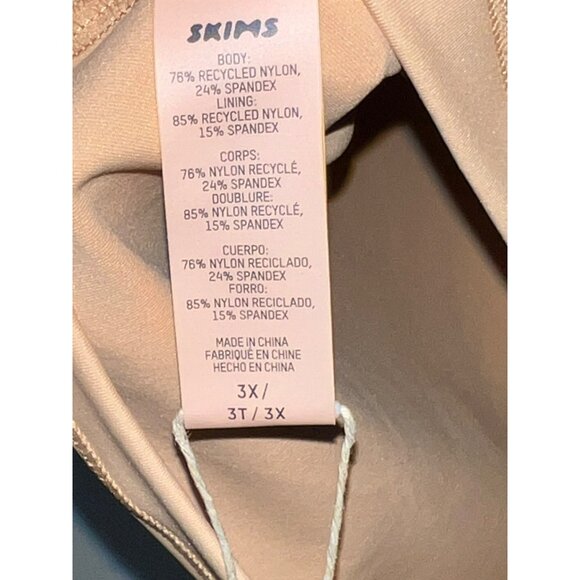 SKIMS
BODY:
76% RECYCLED NYLON,
24% SPANDEX
LINING:
85% RECYCLED NYLON,
15% SPANDEX
CORPS:
76% NYLON RECYCLÉ,
24% SPANDEX
DOUBLURE:
85% NYLON RECYCLÉ,
15% SPANDEX
CUERPO:
76% NYLON RECICLADO,
24% SPANDEX
FORRO:
85% NYLON RECICLADO,
15% SPANDEX
MADE IN CHINA
FABRIQUÉ EN CHINE
HECHO EN CHINA
3X/
3T / 3X